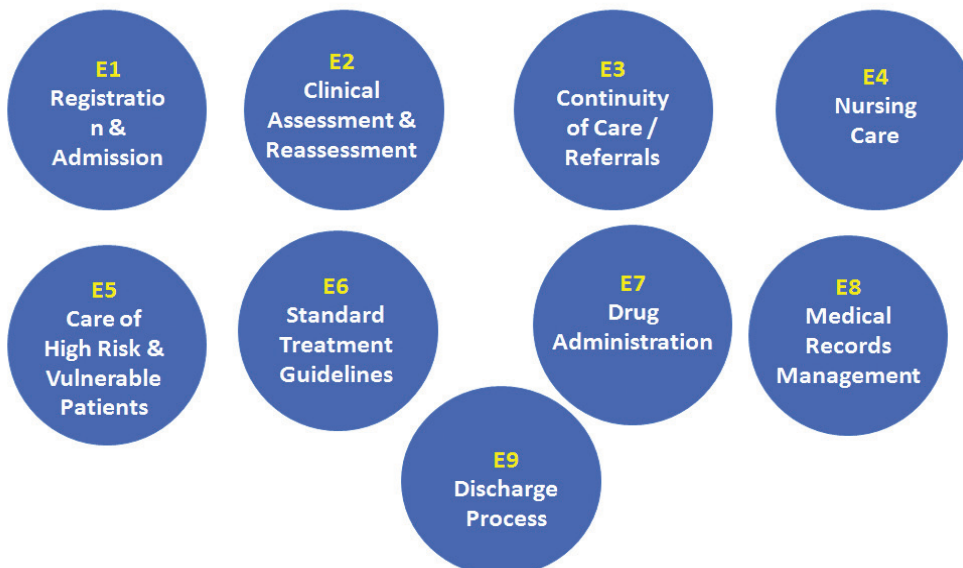 E1
Registratio
n &
Admission
E2
Clinical
Assessment &
Reassessment
E3
Continuity
of Care /
Referrals
E4
Nursing
Care
E5
Care of
High Risk &
Vulnerable
Patients
E6
Standard
Treatment
Guidelines
E7
Drug
Administration
E8
Medical
Records
Management
E9
Discharge
Process